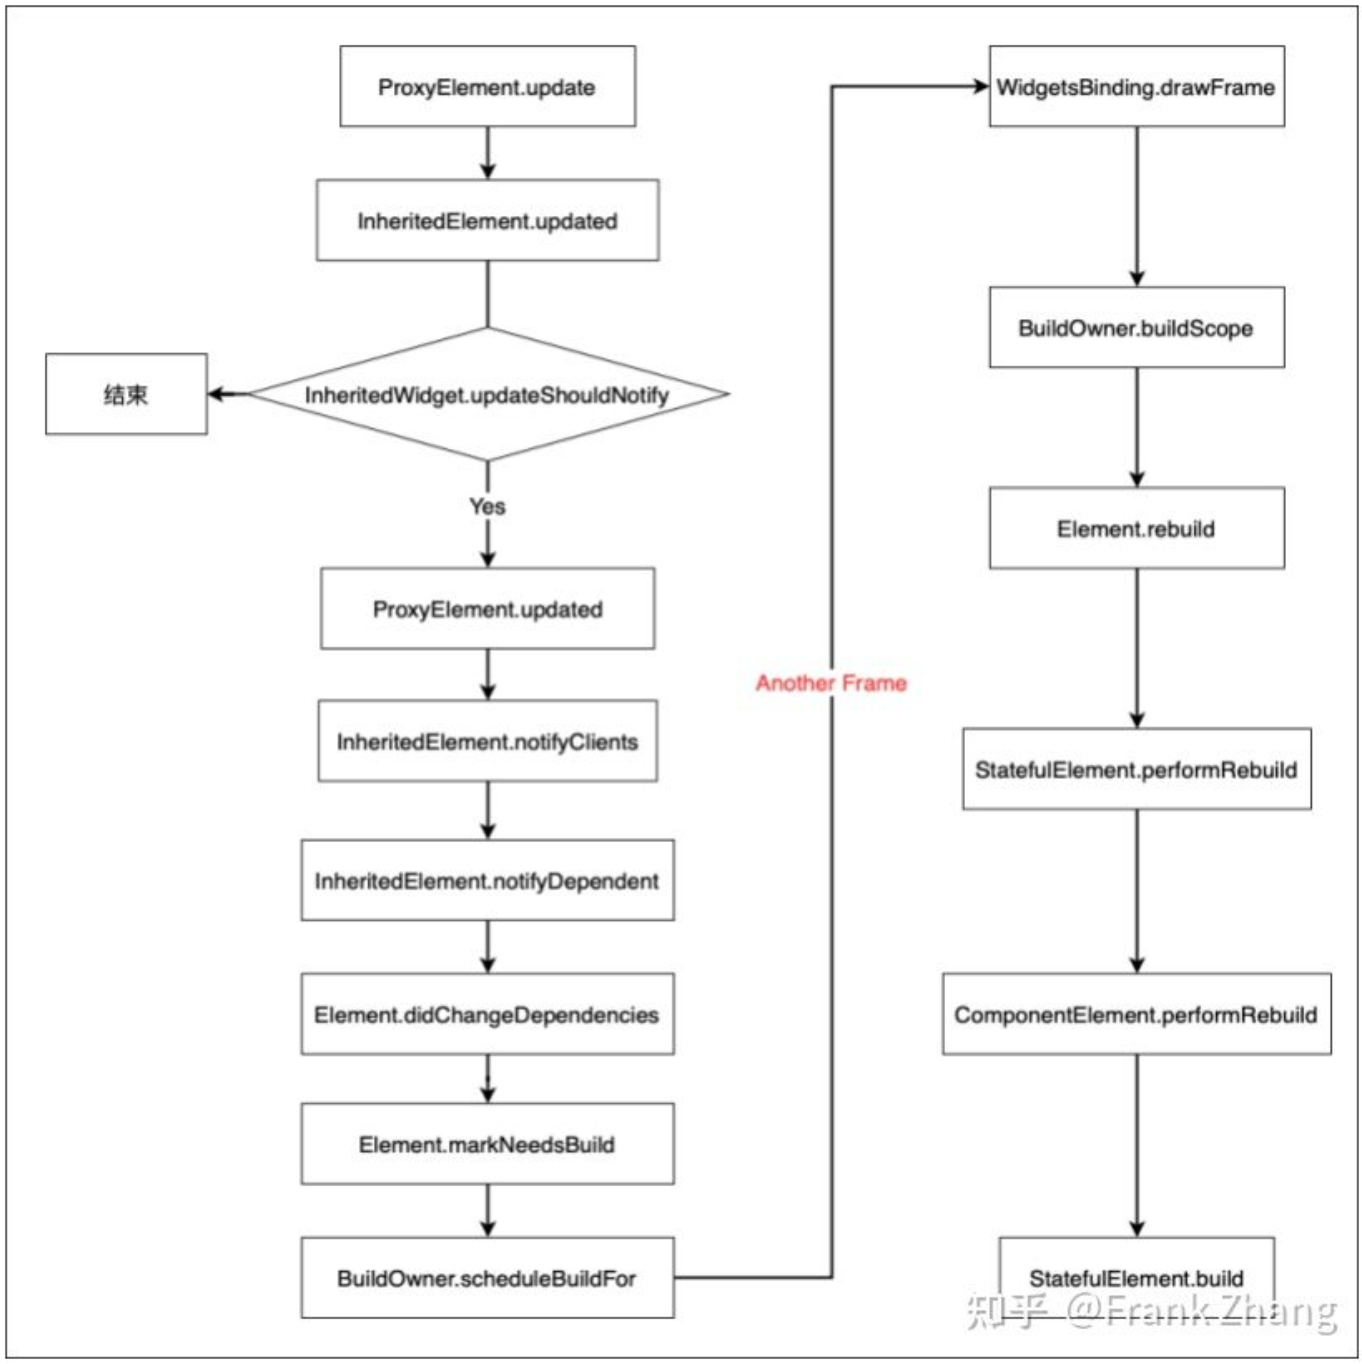 ProxyElement.update
InheritedElement.updated
InheritedWidget.updateShouldNotify
结束
Yes
ProxyElement.updated
InheritedElement.notifyClients
InheritedElement.notifyDependent
Element.didChangeDependencies
Element.markNeedsBuild
BuildOwner.scheduleBuildFor
Another Frame
WidgetsBinding.drawFrame
BuildOwner.buildScope
Element.rebuild
StatefulElement.performRebuild
ComponentElement.performRebuild
StatefulElement.build
知乎 @Frank Zhang